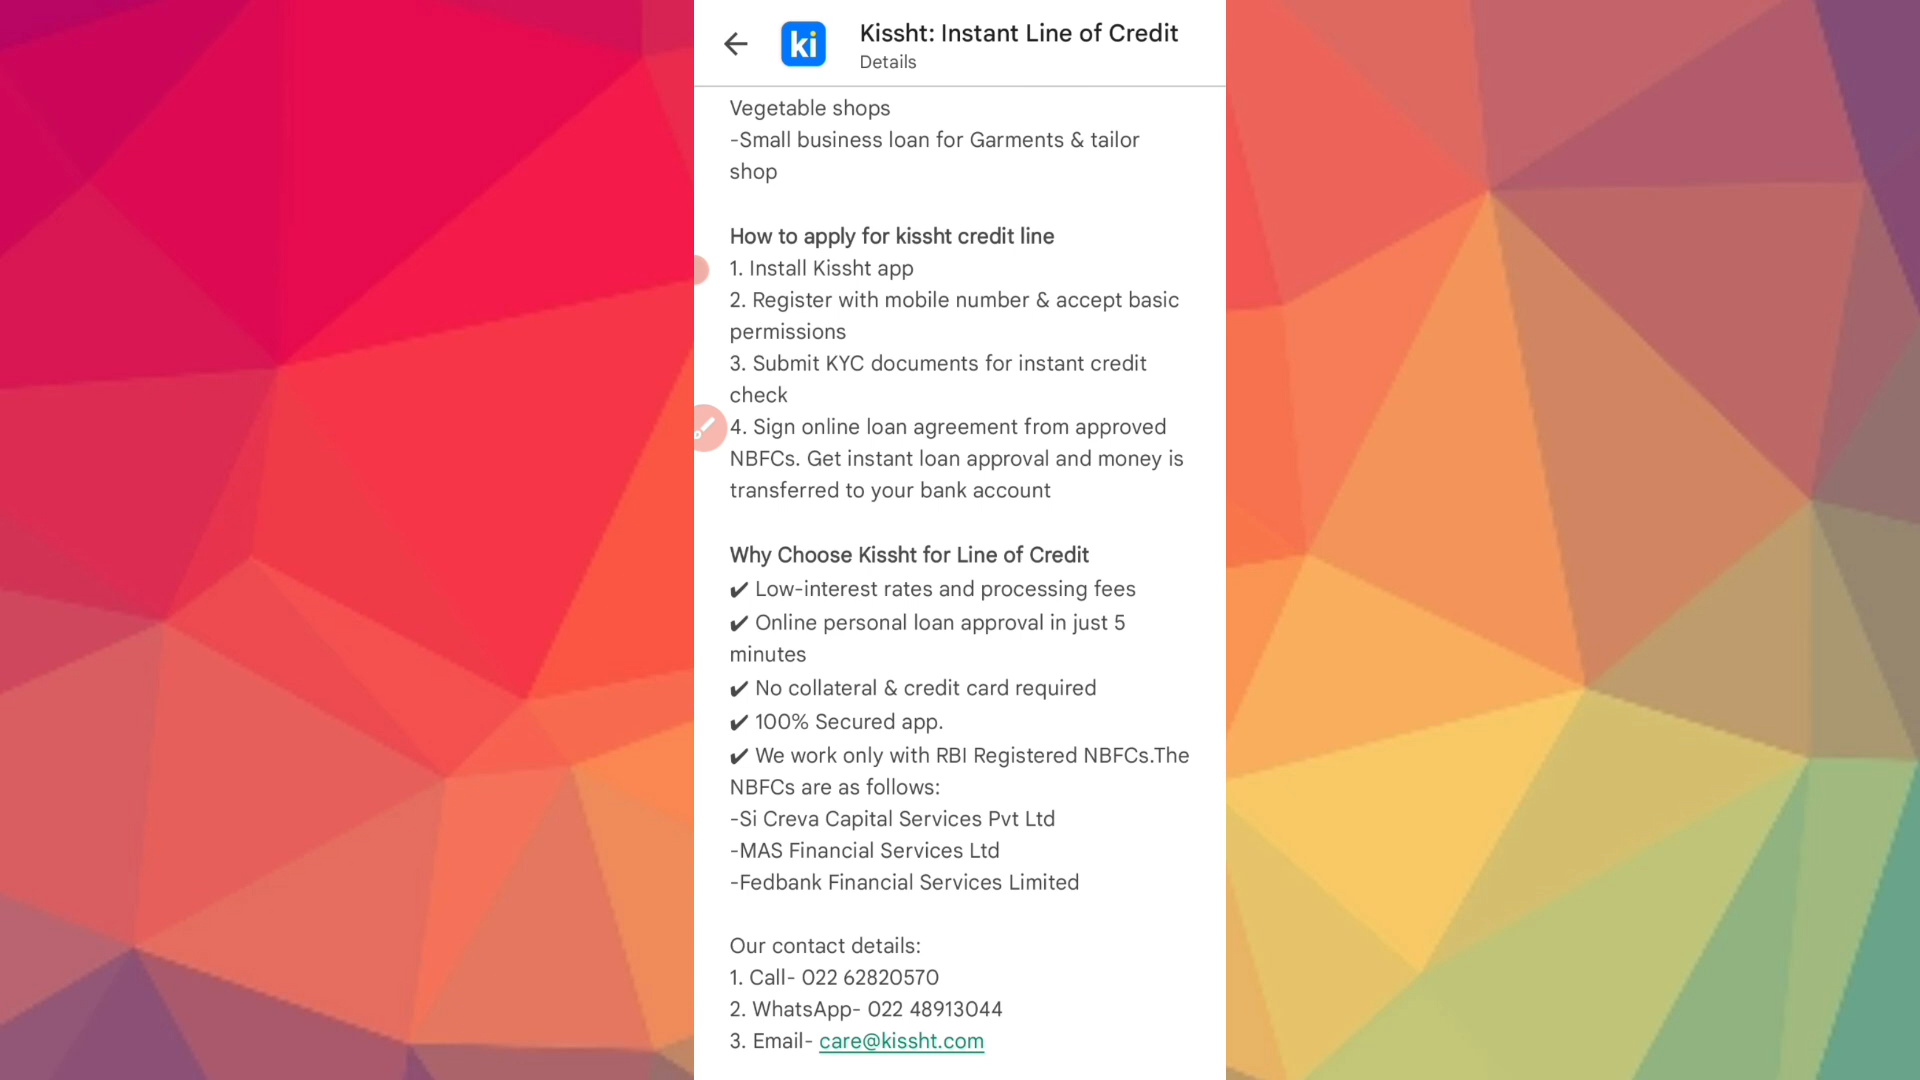 ki
Kissht: Instant Line of Credit
Details
Vegetable shops
-Small business loan for Garments & tailor
shop
How to apply for kissht credit line
1. Install Kissht app
2. Register with mobile number & accept basic
permissions
3. Submit KYC documents for instant credit
check
4. Sign online loan agreement from approved
NBFCs. Get instant loan approval and money is
transferred to your bank account
Why Choose Kissht for Line of Credit
✔ Low-interest rates and processing fees
✔ Online personal loan approval in just 5
minutes
✔ No collateral & credit card required
✔ 100% Secured app.
✔ We work only with RBI Registered NBFCs.The
NBFCs are as follows:
-Si Creva Capital Services Pvt Ltd
-MAS Financial Services Ltd
-Fedbank Financial Services Limited
Our contact details:
1. Call- 022 62820570
2. WhatsApp- 022 48913044
3. Email- care@kissht.com